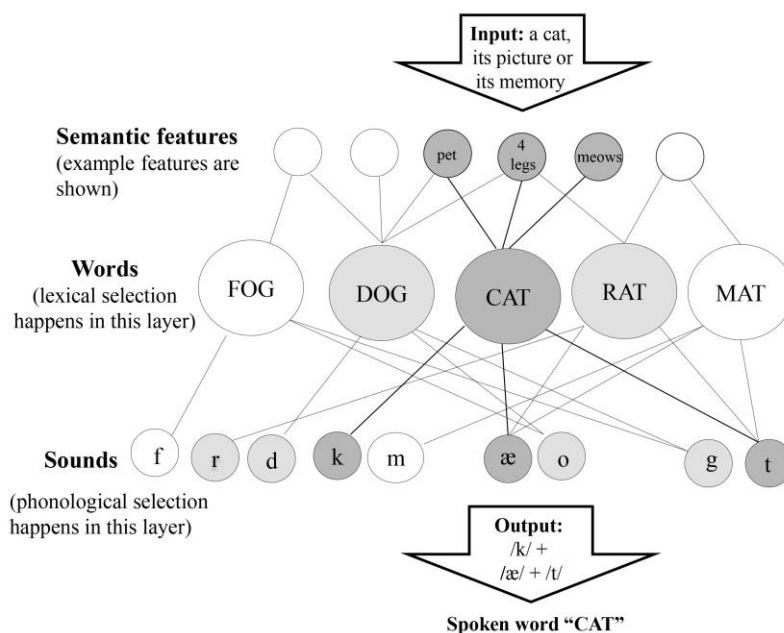 Input: a cat,
its picture or
its memory
Semantic features
(example features are
shown)
pet
4
legs
meows
Words
(lexical selection
happens in this layer)
FOG
DOG
CAT
RAT
MAT
Sounds
(phonological selection
happens in this layer)
f
r
d
k
m
æ
o
g
t
Output:
/k/ +
/æ/ + /t/
Spoken word “CAT”